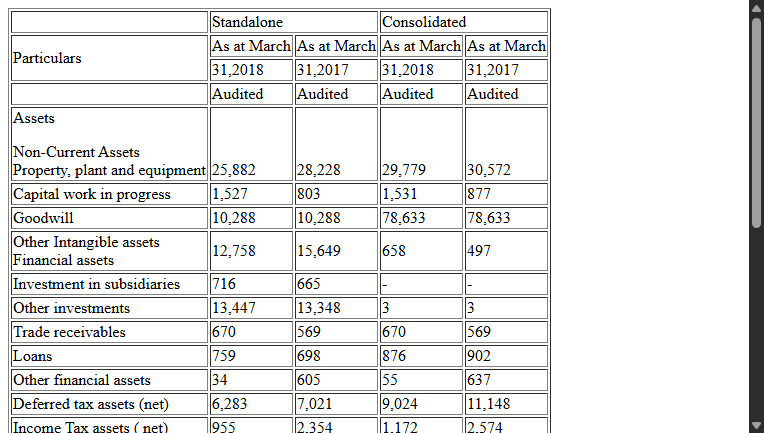 Standalone Consolidated
Particulars As at March As at March As at March As at March
31,2018 31,2017 31,2018 31,2017
Audited Audited Audited Audited
Assets
Non-Current Assets
Property, plant and equipment 25,882 28,228 29,779 30,572
Capital work in progress 1,527 803 1,531 877
Goodwill 10,288 10,288 78,633 78,633
Other Intangible assets
Financial assets 12,758 15,649 658 497
Investment in subsidiaries 716 665 - -
Other investments 13,447 13,348 3 3
Trade receivables 670 569 670 569
Loans 759 698 876 902
Other financial assets 34 605 55 637
Deferred tax assets (net) 6,283 7,021 9,024 11,148
Income Tax assets ( net) 955 2,354 1,172 2,574